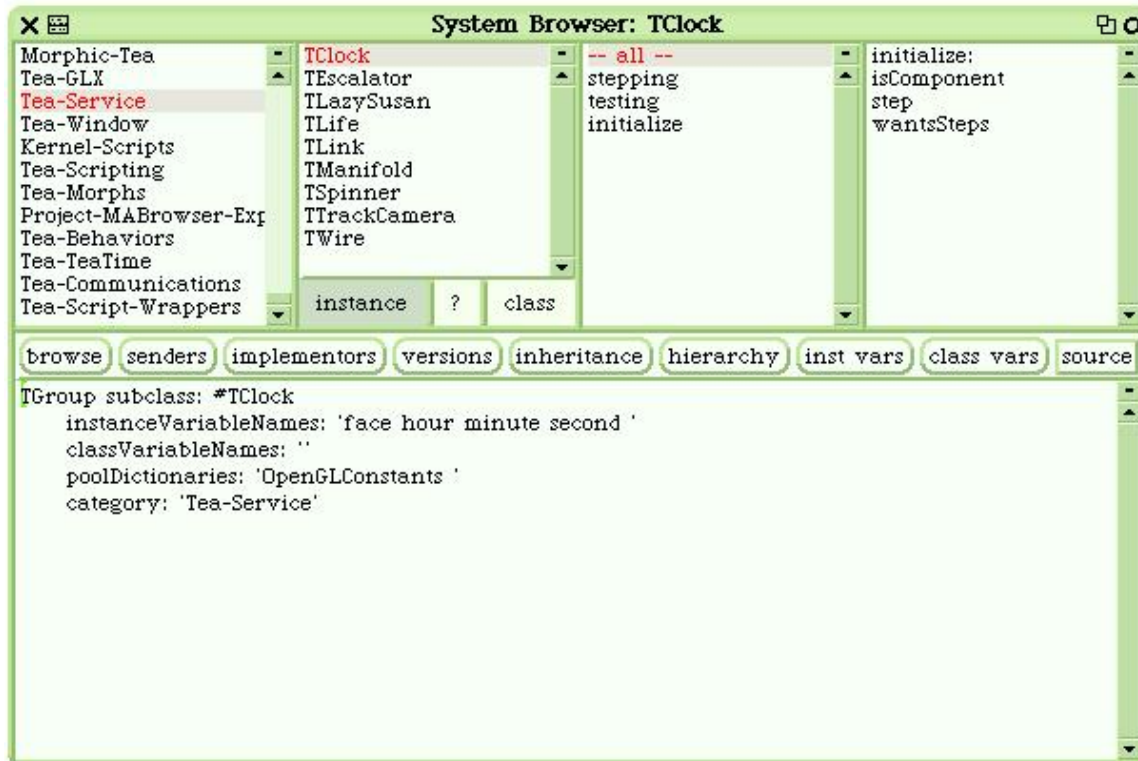 System Browser: TClock
Morphic-Tea
Tea-GLX
Tea-Service
Tea-Window
Kernel-Scripts
Tea-Scripting
Tea-Morphs
Project-MABrowser-Exp
Tea-Behaviors
Tea-TeaTime
Tea-Communications
Tea-Script-Wrappers
TClock
TEscalator
TLazySusan
TLife
TLink
TManifold
TSpinner
TTrackCamera
TWire
instance ? class
-- all --
stepping
testing
initialize
initialize:
isComponent
step
wantsSteps
browse senders implementors versions inheritance hierarchy inst vars class vars source
TGroup subclass: #TClock
instanceVariableNames: 'face hour minute second '
classVariableNames: ''
poolDictionaries: 'OpenGLConstants '
category: 'Tea-Service'